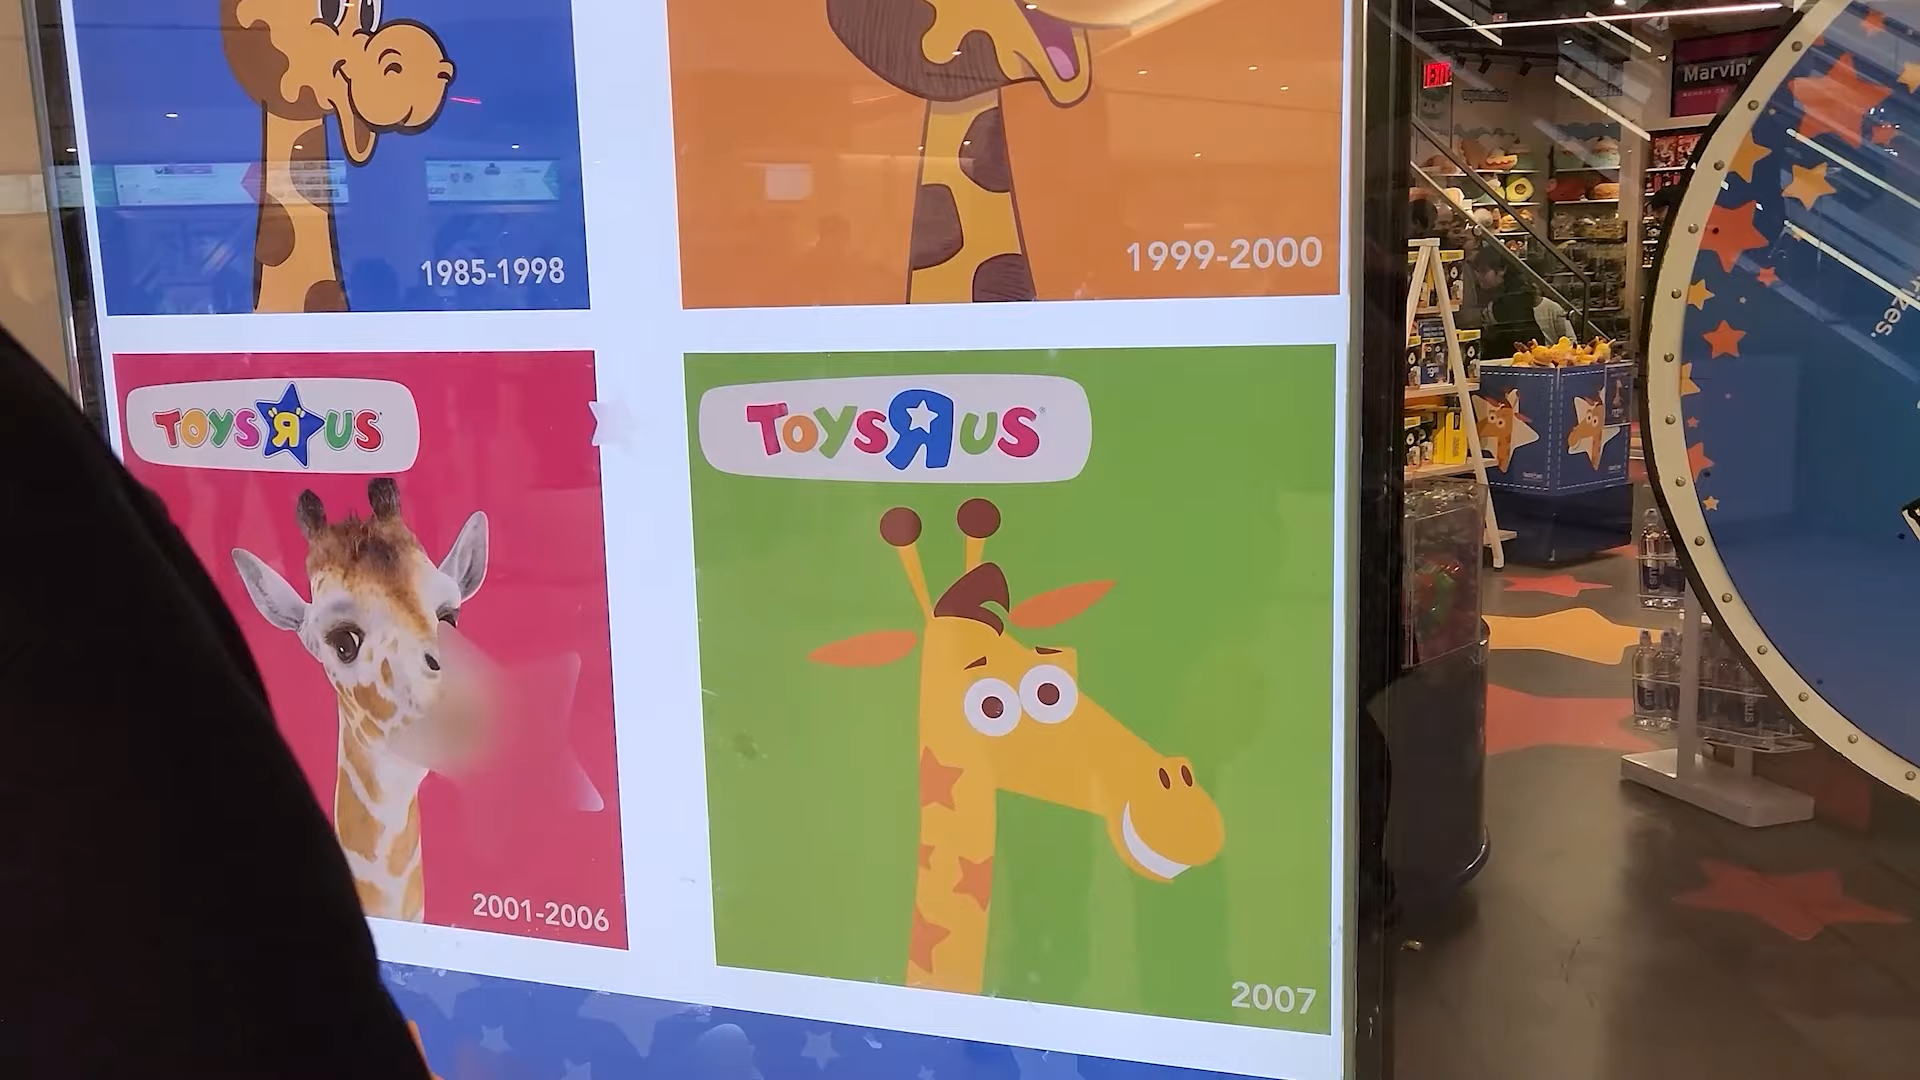 1985-1998
1999-2000
TOYS "R" US
2001-2006
TOYS R US
2007
EXIT
Marvin'